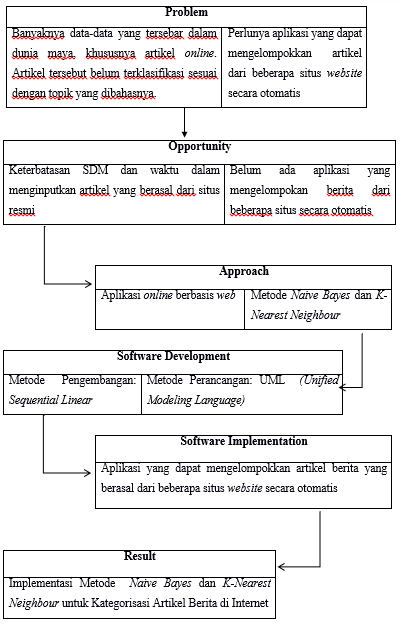 Problem
Banyaknya data-data yang tersebar dalam
dunia maya, khususnya artikel online.
Artikel tersebut belum terklasifikasi sesuai
dengan topik yang dibahasnya.
Perlunya aplikasi yang dapat
mengelompokkan artikel
dari beberapa situs website
secara otomatis
Opportunity
Keterbatasan SDM dan waktu dalam
menginputkan artikel yang berasal dari situs
resmi
Belum ada aplikasi yang
mengelompokan berita dari
beberapa situs secara otomatis
Approach
Aplikasi online berbasis web
Metode Naive Bayes dan K-
Nearest Neighbour
Software Development
Metode Pengembangan:
Sequential Linear
Metode Perancangan: UML (Unified
Modeling Language)
Software Implementation
Aplikasi yang dapat mengelompokkan artikel berita yang
berasal dari beberapa situs website secara otomatis
Result
Implementasi Metode Naive Bayes dan K-Nearest
Neighbour untuk Kategorisasi Artikel Berita di Internet